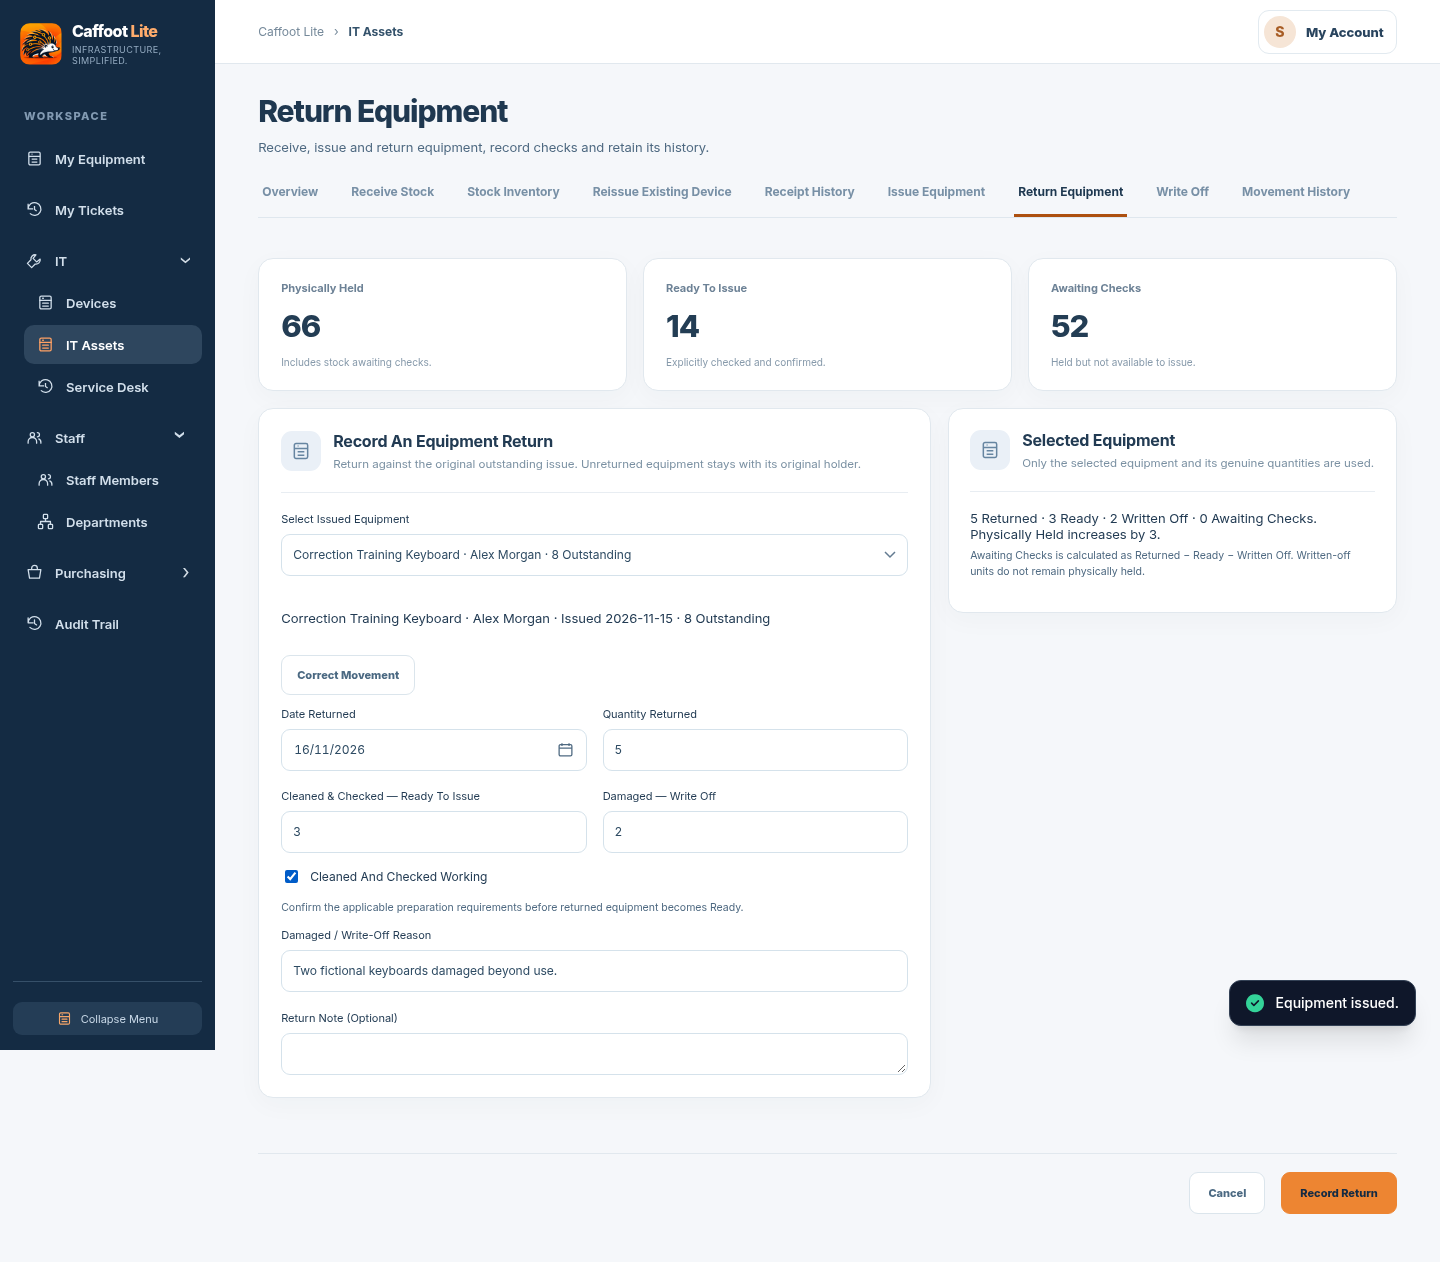 Caffoot Lite
INFRASTRUCTURE,
SIMPLIFIED.
WORKSPACE
My Equipment
My Tickets
IT
Devices
IT Assets
Service Desk
Staff
Staff Members
Departments
Purchasing
Audit Trail
Collapse Menu
Caffoot Lite › IT Assets
S My Account
Return Equipment
Receive, issue and return equipment, record checks and retain its history.
Overview Receive Stock Stock Inventory Reissue Existing Device Receipt History Issue Equipment Return Equipment Write Off Movement History
Physically Held
66
Includes stock awaiting checks.
Ready To Issue
14
Explicitly checked and confirmed.
Awaiting Checks
52
Held but not available to issue.
Record An Equipment Return
Return against the original outstanding issue. Unreturned equipment stays with its original holder.
Select Issued Equipment
Correction Training Keyboard · Alex Morgan · 8 Outstanding
Correction Training Keyboard · Alex Morgan · Issued 2026-11-15 · 8 Outstanding
Correct Movement
Date Returned
16/11/2026
Quantity Returned
5
Cleaned & Checked — Ready To Issue
3
Damaged — Write Off
2
Cleaned And Checked Working
Confirm the applicable preparation requirements before returned equipment becomes Ready.
Damaged / Write-Off Reason
Two fictional keyboards damaged beyond use.
Return Note (Optional)
Selected Equipment
Only the selected equipment and its genuine quantities are used.
5 Returned · 3 Ready · 2 Written Off · 0 Awaiting Checks.
Physically Held increases by 3.
Awaiting Checks is calculated as Returned − Ready − Written Off. Written-off
units do not remain physically held.
Equipment issued.
Cancel
Record Return